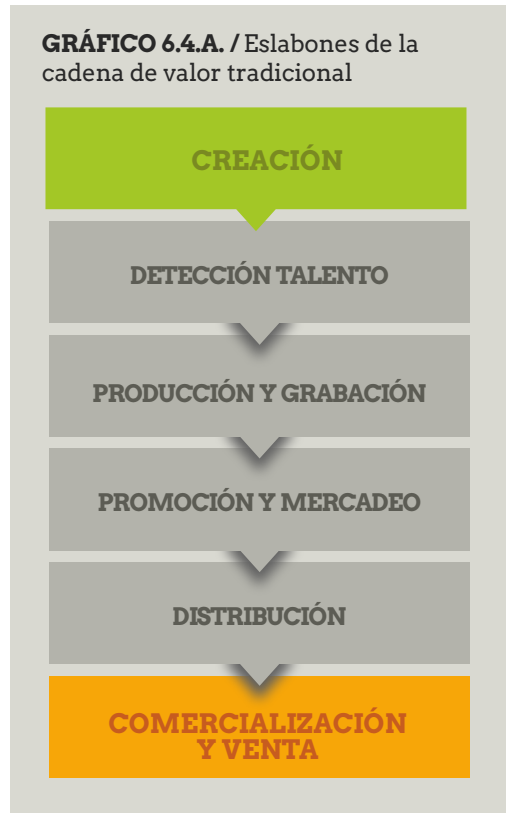 GRÁFICO 6.4.A. / Eslabones de la
cadena de valor tradicional
CREACIÓN
DETECCIÓN TALENTO
PRODUCCIÓN Y GRABACIÓN
PROMOCIÓN Y MERCADEO
DISTRIBUCIÓN
COMERCIALIZACIÓN
Y VENTA